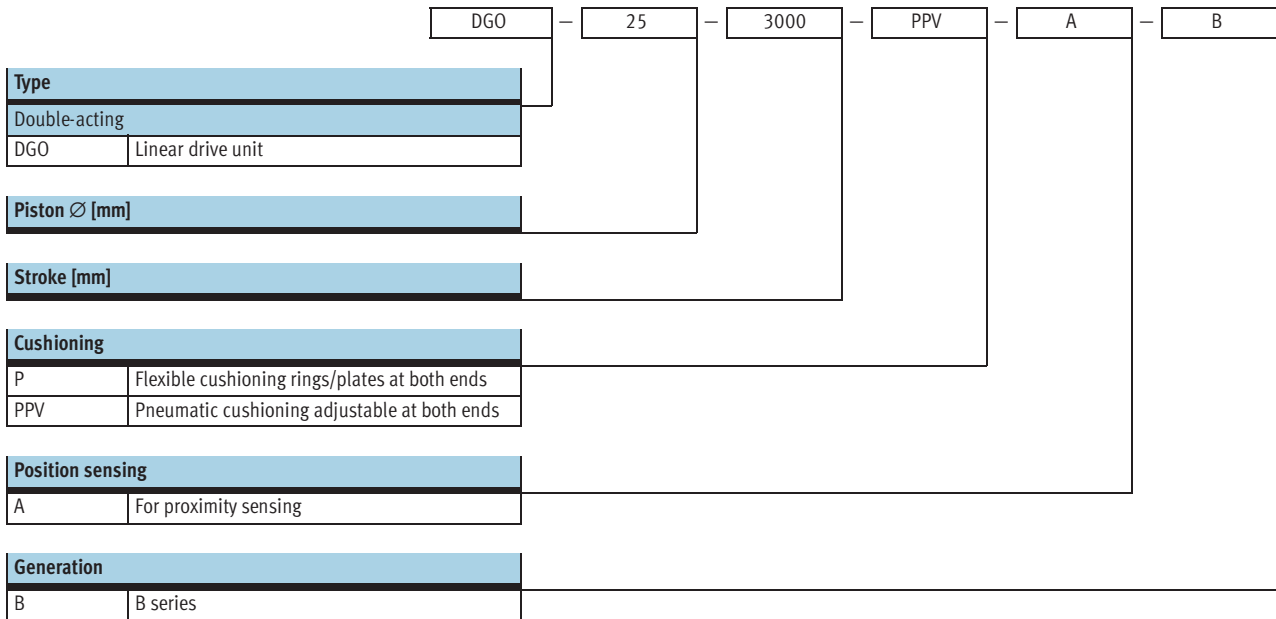 DGO – 25 – 3000 – PPV – A – B
Type
Double-acting
DGO Linear drive unit
Piston ∅ [mm]
Stroke [mm]
Cushioning
P Flexible cushioning rings/plates at both ends
PPV Pneumatic cushioning adjustable at both ends
Position sensing
A For proximity sensing
Generation
B B series